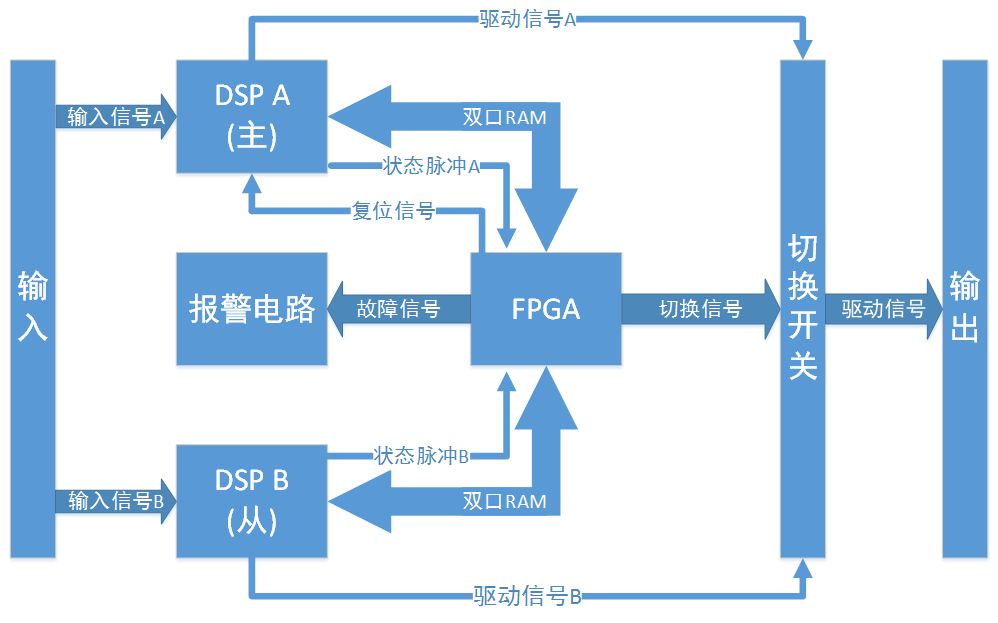 驱动信号A
输入信号A
DSP A
(主)
双口RAM
状态脉冲A
复位信号
输入
报警电路
故障信号
FPGA
切换信号
切换开关
驱动信号
输出
状态脉冲B
DSP B
(从)
输入信号B
双口RAM
驱动信号B